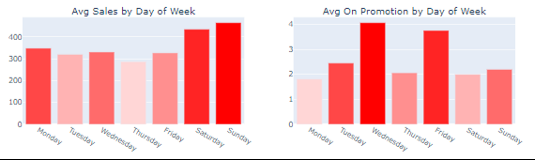 Avg Sales by Day of Week
400
300
200
100
0
Monday
Tuesday
Wednesday
Thursday
Friday
Saturday
Sunday
Avg On Promotion by Day of Week
4
3
2
1
0
Monday
Tuesday
Wednesday
Thursday
Friday
Saturday
Sunday